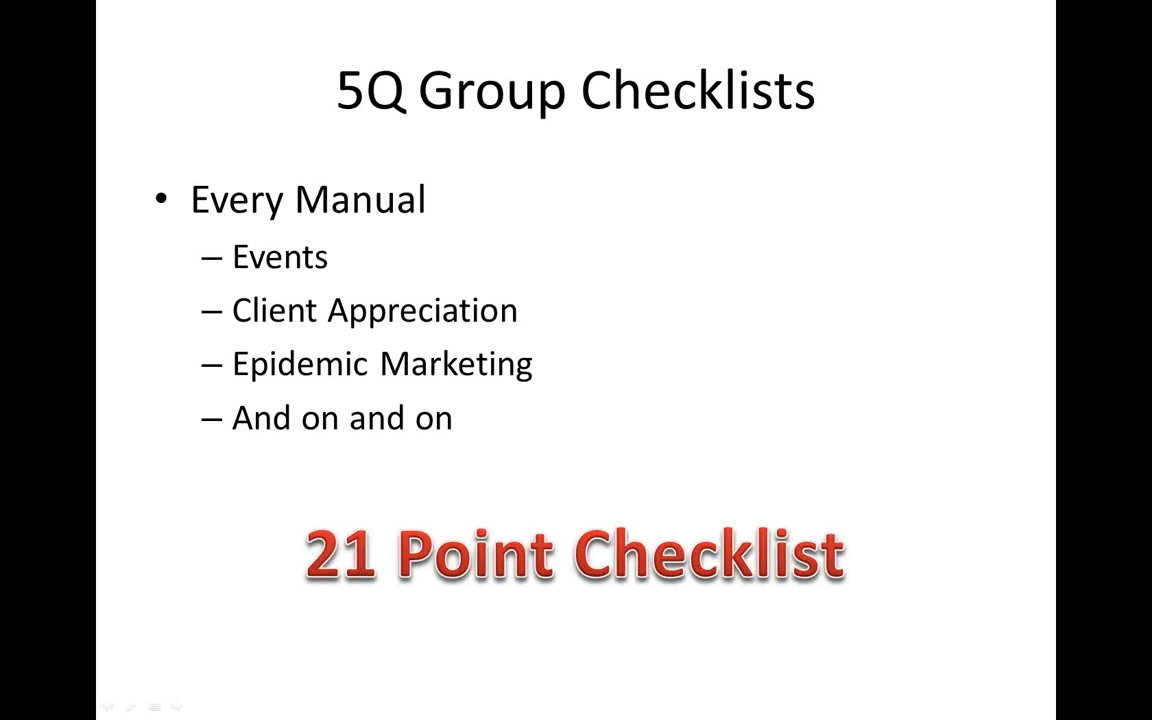 5Q Group Checklists
• Every Manual
– Events
– Client Appreciation
– Epidemic Marketing
– And on and on
21 Point Checklist